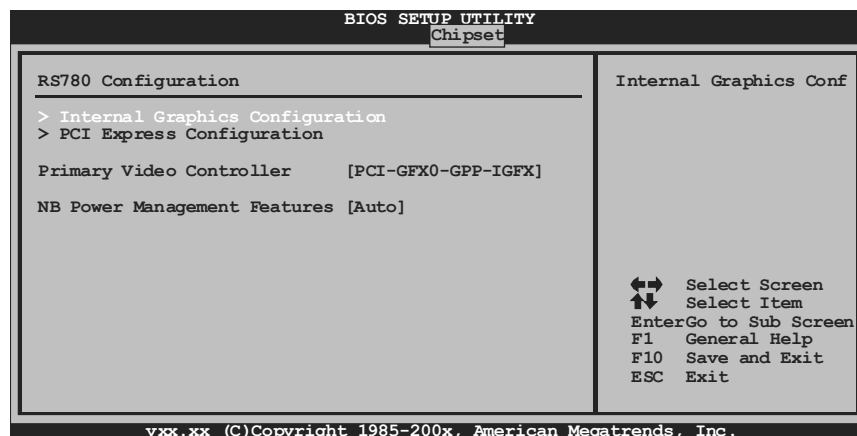 BIOS SETUP UTILITY
Chipset
RS780 Configuration
> Internal Graphics Configuration
> PCI Express Configuration
Primary Video Controller [PCI-GFX0-GPP-IGFX]
NB Power Management Features [Auto]
Internal Graphics Conf
Select Screen
Select Item
EnterGo to Sub Screen
F1 General Help
F10 Save and Exit
ESC Exit
vxx.xx (C)Copyright 1985-200x, American Megatrends, Inc.